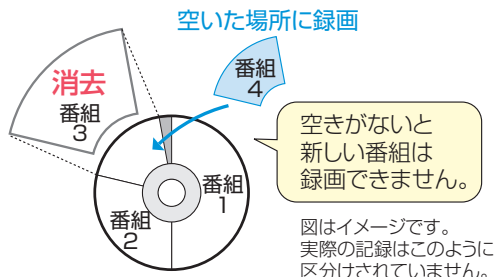 空いた場所に録画
消去
番組
3
番組
4
番組
1
番組
2
空きがないと
新しい番組は
録画できません。
図はイメージです。
実際の記録はこのように
区分けされていません。